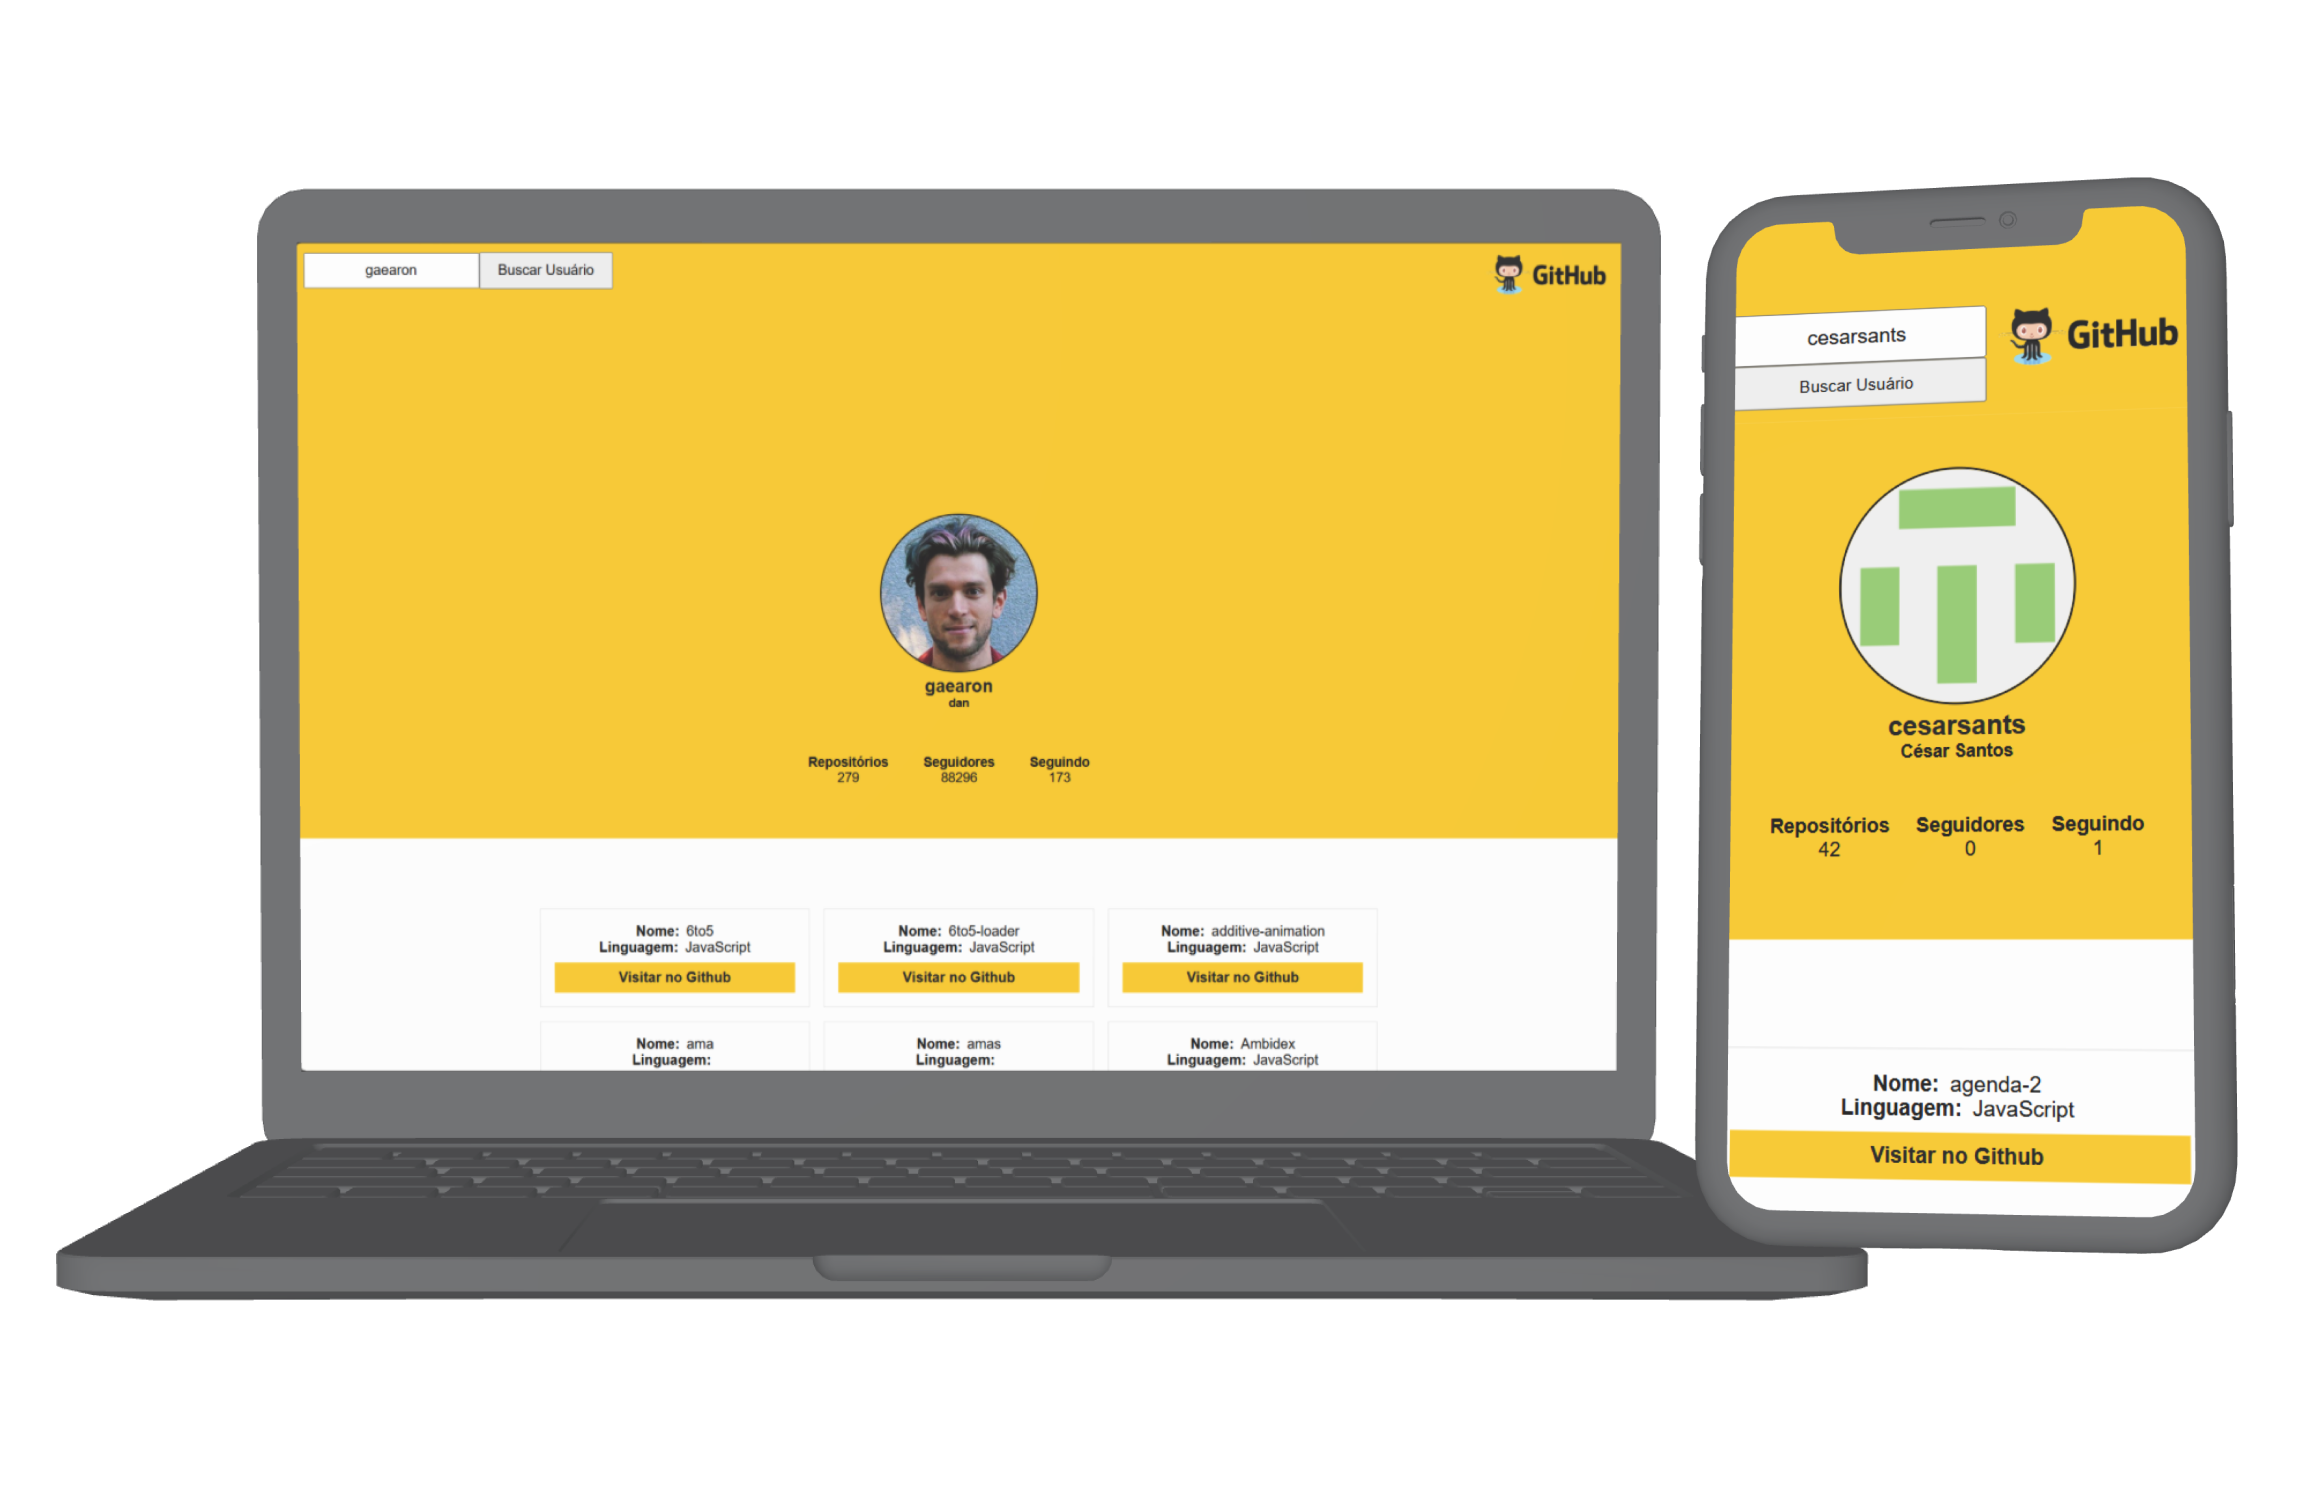 gaearon
Buscar Usuário
GitHub
gaearon
dan
Repositórios Seguidores Seguindo
279 88296 173
Nome: 6to5
Linguagem: JavaScript
Visitar no Github
Nome: 6to5-loader
Linguagem: JavaScript
Visitar no Github
Nome: additive-animation
Linguagem: JavaScript
Visitar no Github
Nome: ama
Linguagem:
Nome: amas
Linguagem:
Nome: Ambidex
Linguagem: JavaScript
cesarsants
Buscar Usuário
GitHub
cesarsants
César Santos
Repositórios Seguidores Seguindo
42 0 1
Nome: agenda-2
Linguagem: JavaScript
Visitar no Github